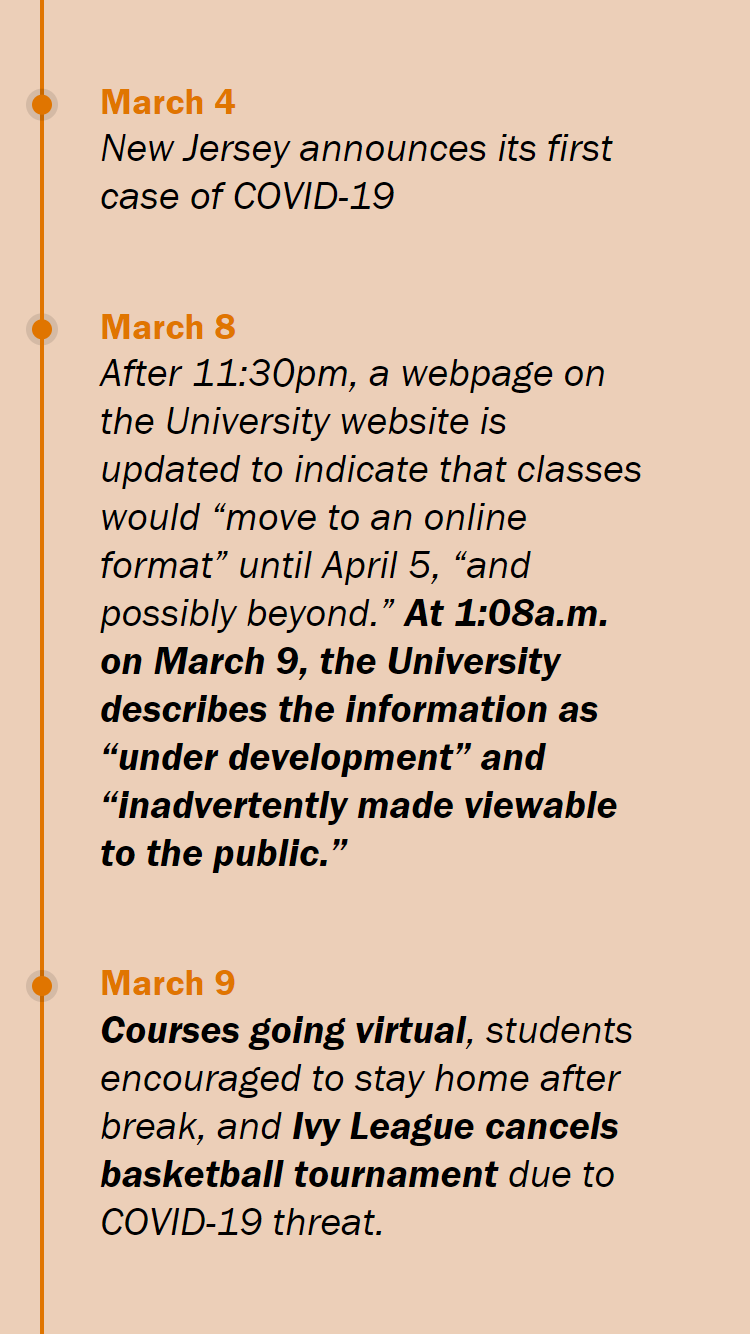 March 4
New Jersey announces its first
case of COVID-19
March 8
After 11:30pm, a webpage on
the University website is
updated to indicate that classes
would “move to an online
format” until April 5, “and
possibly beyond.” At 1:08a.m.
on March 9, the University
describes the information as
“under development” and
“inadvertently made viewable
to the public.”
March 9
Courses going virtual, students
encouraged to stay home after
break, and Ivy League cancels
basketball tournament due to
COVID-19 threat.